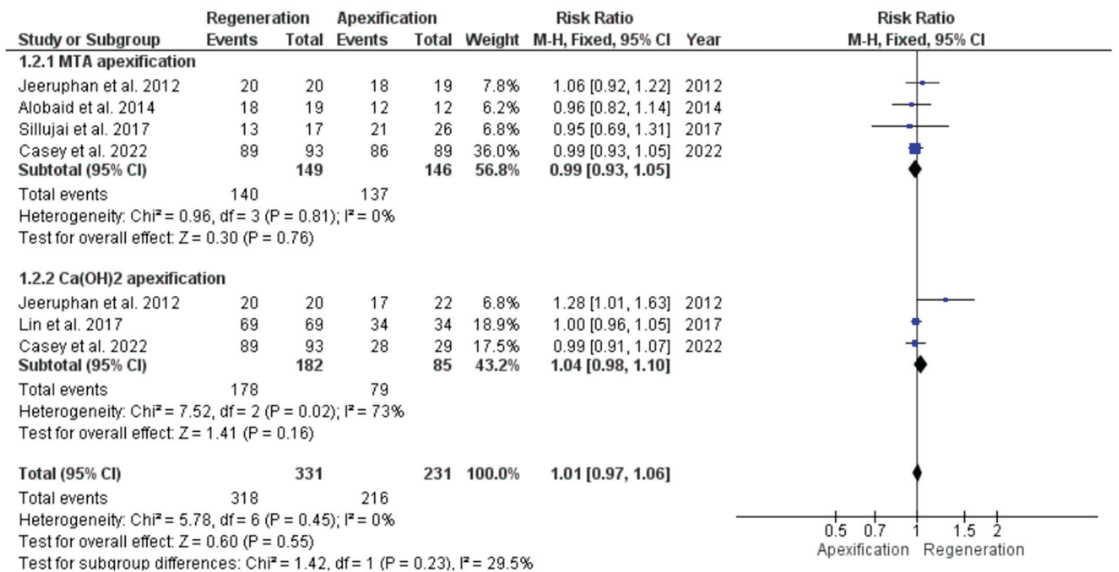 Regeneration Apexification Risk Ratio Risk Ratio
Study or Subgroup Events Total Events Total Weight M-H, Fixed, 95% CI Year M-H, Fixed, 95% CI
1.2.1 MTA apexification
Jeeruphan et al. 2012 20 20 18 19 7.8% 1.06 [0.92, 1.22] 2012
Alobaid et al. 2014 18 19 12 12 6.2% 0.96 [0.82, 1.14] 2014
Sillujai et al. 2017 13 17 21 26 6.8% 0.95 [0.69, 1.31] 2017
Casey et al. 2022 89 93 86 89 36.0% 0.99 [0.93, 1.05] 2022
Subtotal (95% CI) 149 146 56.8% 0.99 [0.93, 1.05]
Total events 140 137
Heterogeneity: Chi² = 0.96, df = 3 (P = 0.81); I² = 0%
Test for overall effect: Z = 0.30 (P = 0.76)
1.2.2 Ca(OH)2 apexification
Jeeruphan et al. 2012 20 20 17 22 6.8% 1.28 [1.01, 1.63] 2012
Lin et al. 2017 69 69 34 34 18.9% 1.00 [0.96, 1.05] 2017
Casey et al. 2022 89 93 28 29 17.5% 0.99 [0.91, 1.07] 2022
Subtotal (95% CI) 182 85 43.2% 1.04 [0.98, 1.10]
Total events 178 79
Heterogeneity: Chi² = 7.52, df = 2 (P = 0.02); I² = 73%
Test for overall effect: Z = 1.41 (P = 0.16)
Total (95% CI) 331 231 100.0% 1.01 [0.97, 1.06]
Total events 318 216
Heterogeneity: Chi² = 5.78, df = 6 (P = 0.45); I² = 0%
Test for overall effect: Z = 0.60 (P = 0.55)
Test for subgroup differences: Chi² = 1.42, df = 1 (P = 0.23), I² = 29.5%
0.5 0.7 1 1.5 2
Apexification Regeneration